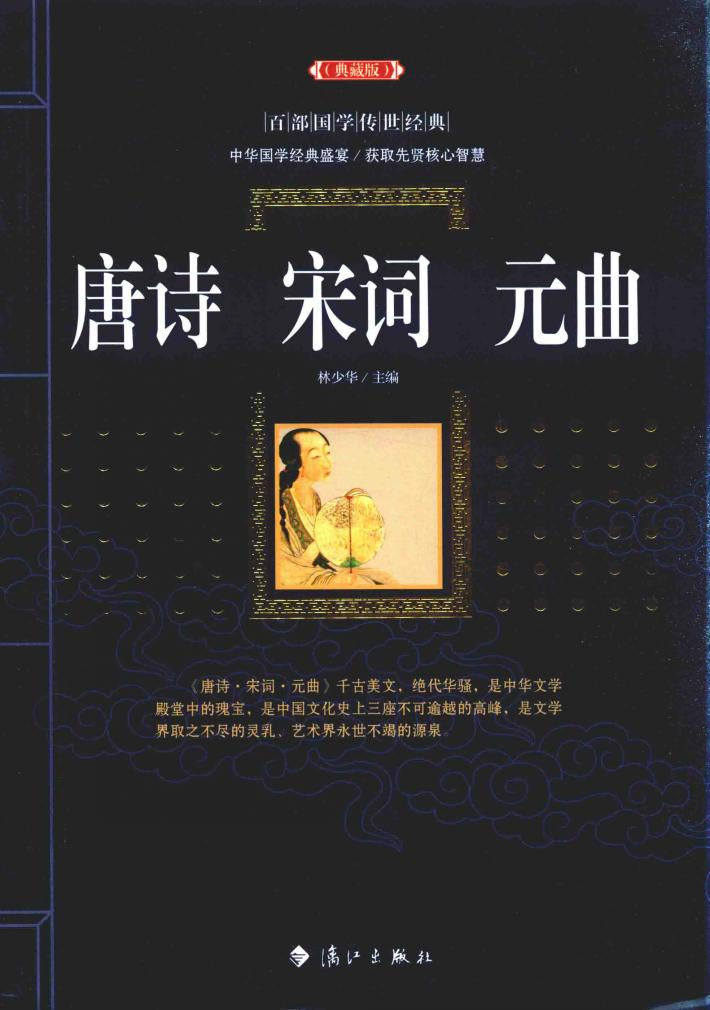 （典藏版）
百部国学传世经典
中华国学经典盛宴/获取先贤核心智慧
唐诗 宋词 元曲
林少华/主编
《唐诗·宋词·元曲》千古美文，绝代华骚，是中华文学
殿堂中的瑰宝，是中国文化史上三座不可逾越的高峰，是文学
界取之不尽的灵乳、艺术界永世不竭的源泉。
漓江出版社